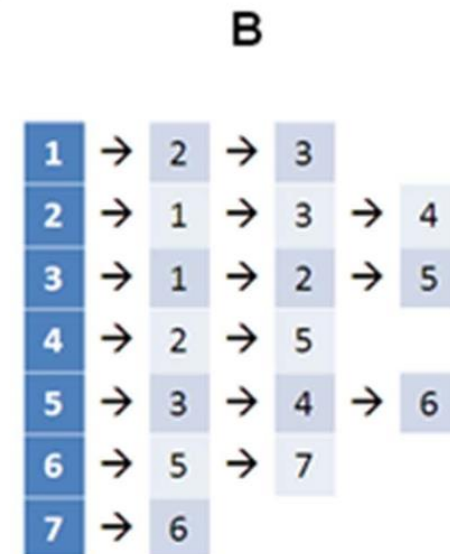 B
1 → 2 → 3
2 → 1 → 3 → 4
3 → 1 → 2 → 5
4 → 2 → 5
5 → 3 → 4 → 6
6 → 5 → 7
7 → 6